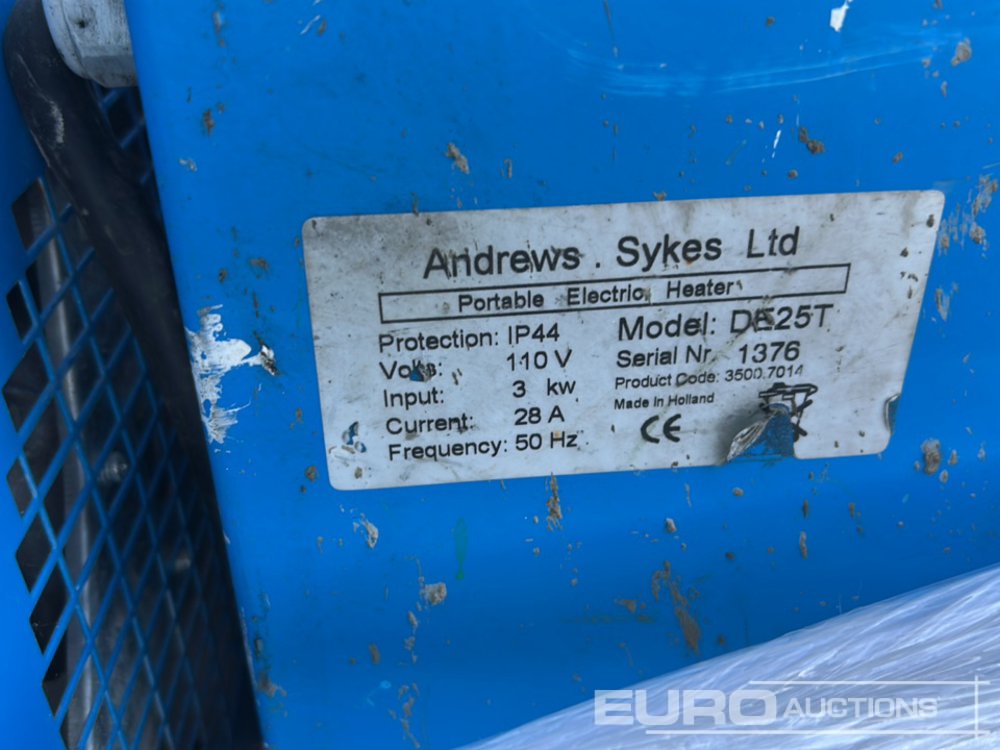 Andrews . Sykes Ltd
Portable Electric Heater
Protection: IP44
Volts: 110 V
Input: 3 kw
Current: 28 A
Frequency: 50 Hz
Model: DE25T
Serial Nr. 1376
Product Code: 3500.7014
Made In Holland
CE
EURO AUCTIONS